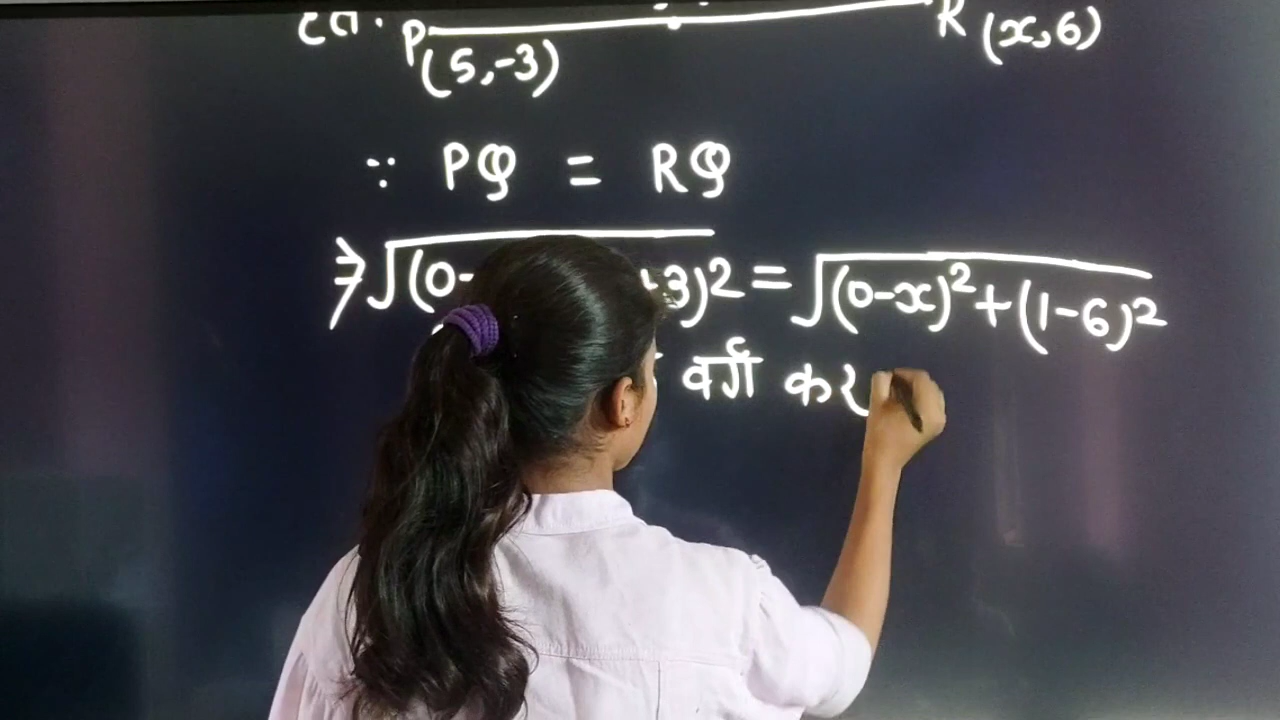 P R (x,6)
(5,-3)
∵ PQ = RQ
⇒ √(0- +3)² = √(0-x)²+(1-6)²
वर्ग कर